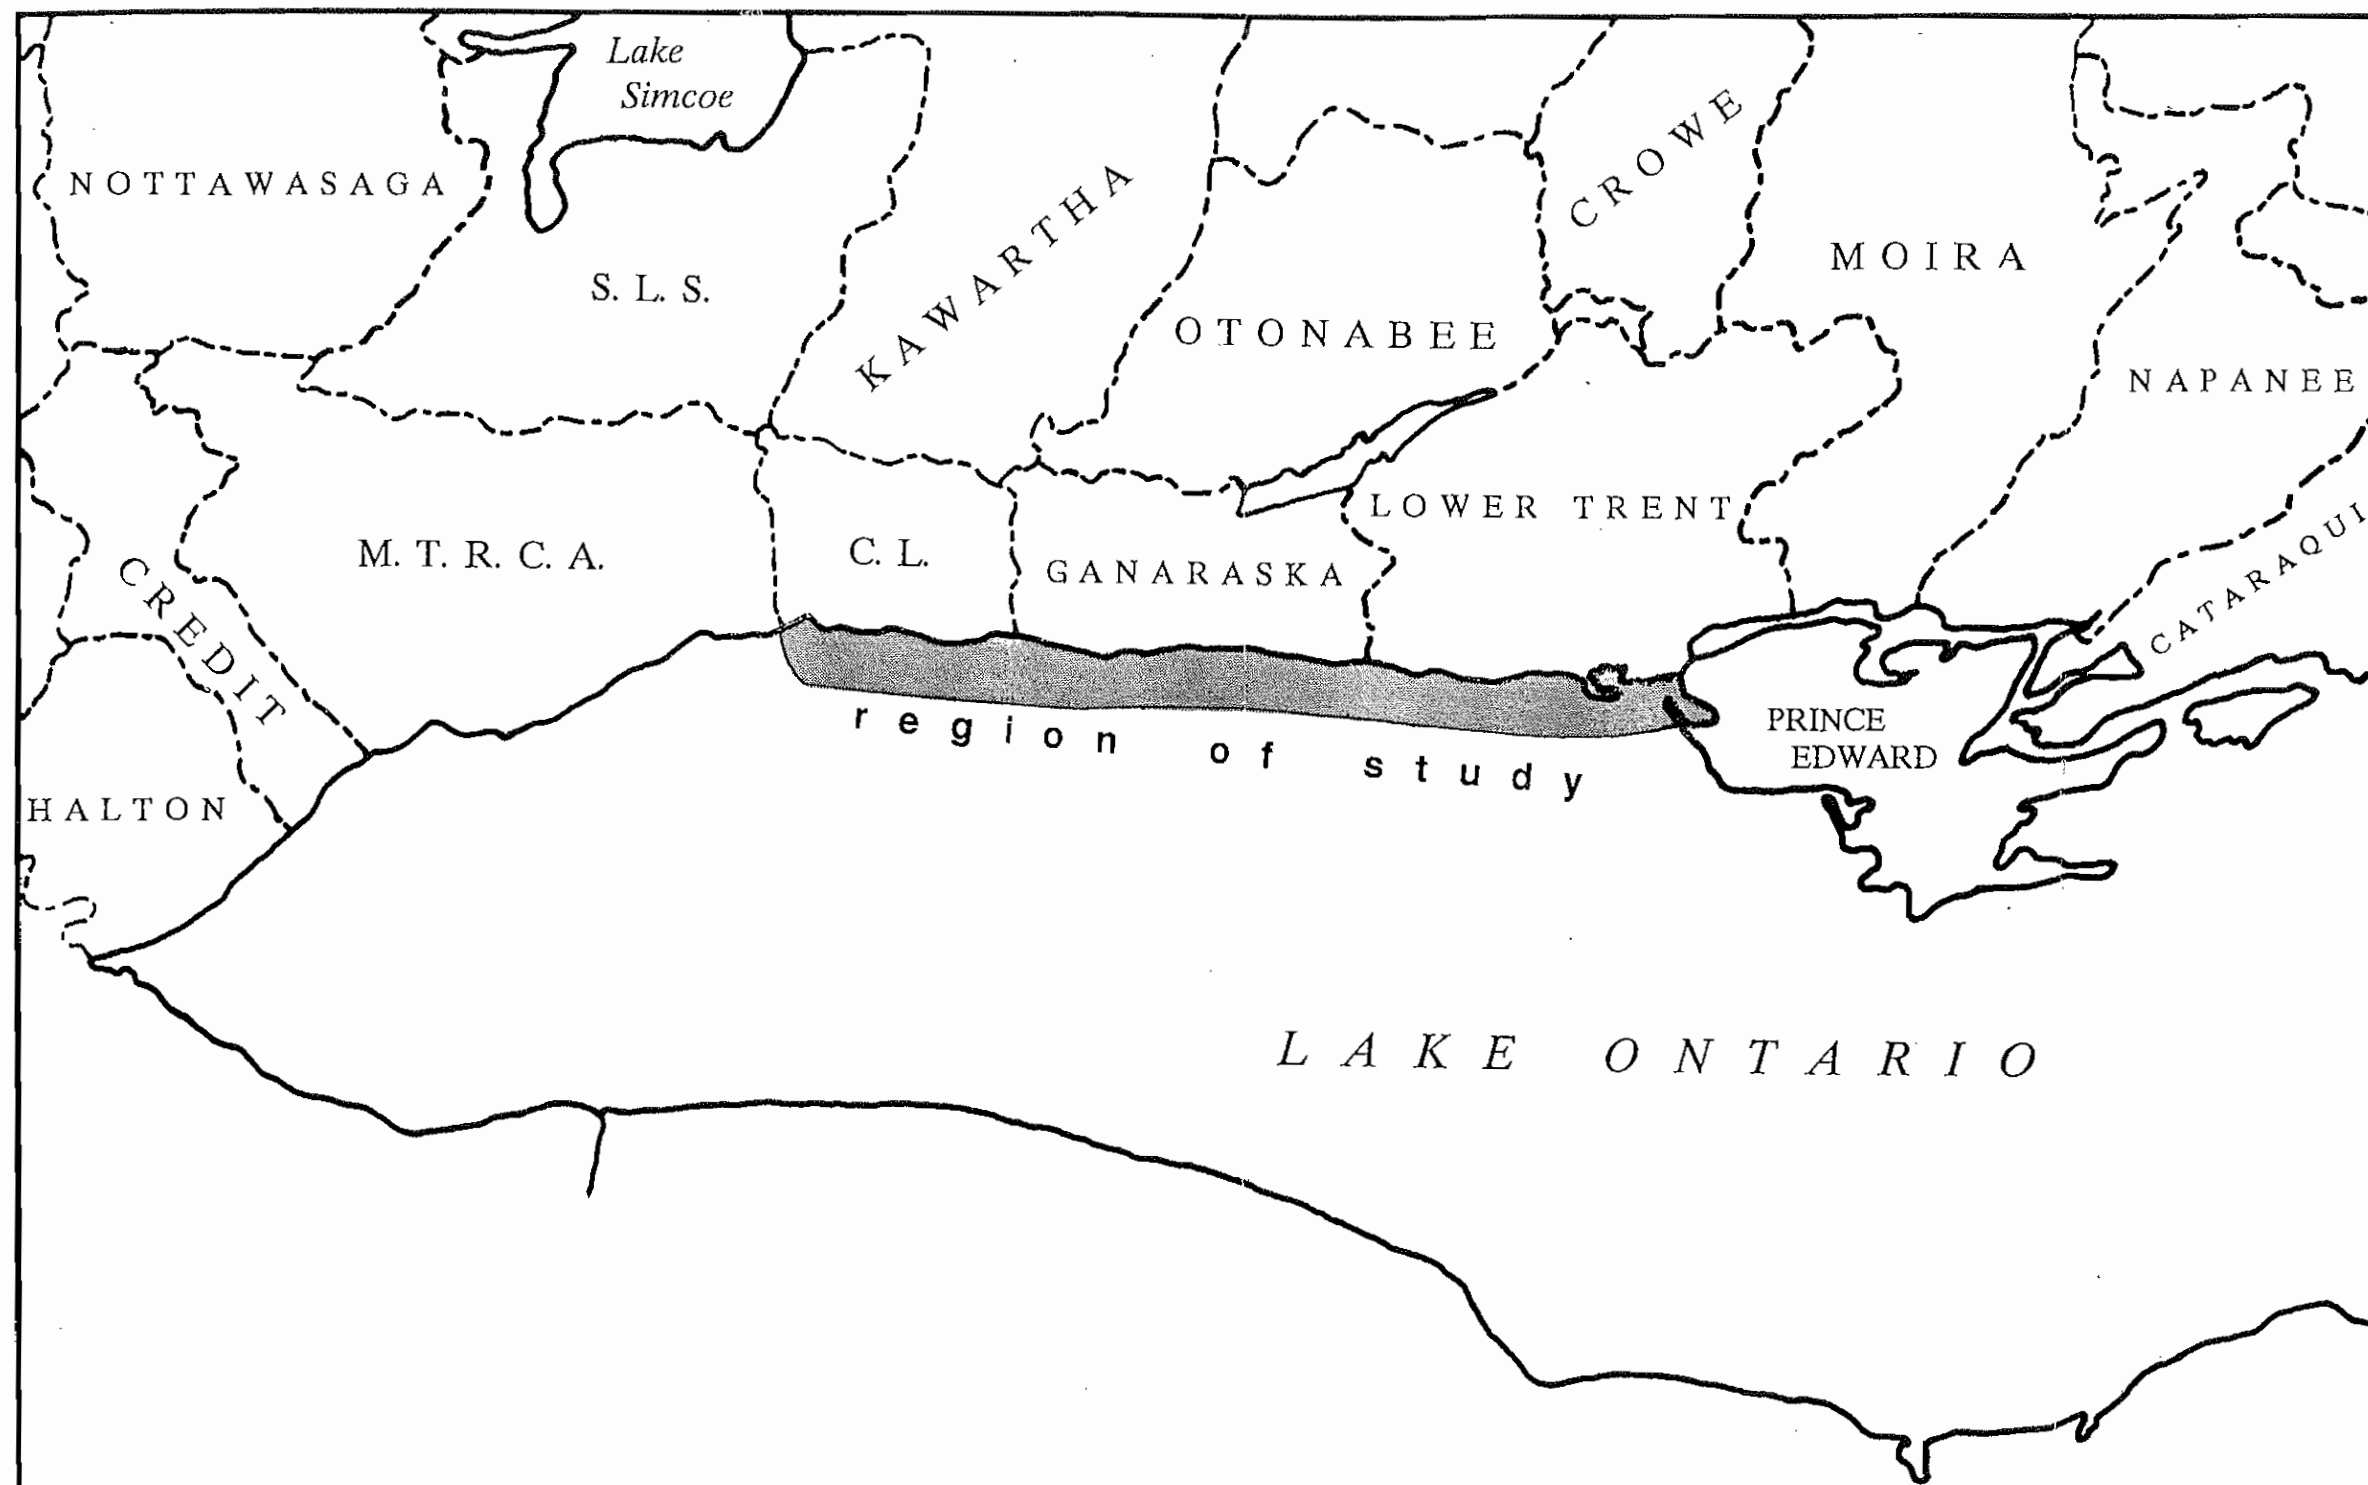 Lake
Simcoe
NOTTAWASAGA
S. L. S.
KAWARTHA
OTONABEE
CROWE
MOIRA
NAPANEE
CREDIT
M. T. R. C. A.
C. L.
GANARASKA
LOWER TRENT
CATARAQUI
region of study
PRINCE
EDWARD
HALTON
LAKE ONTARIO